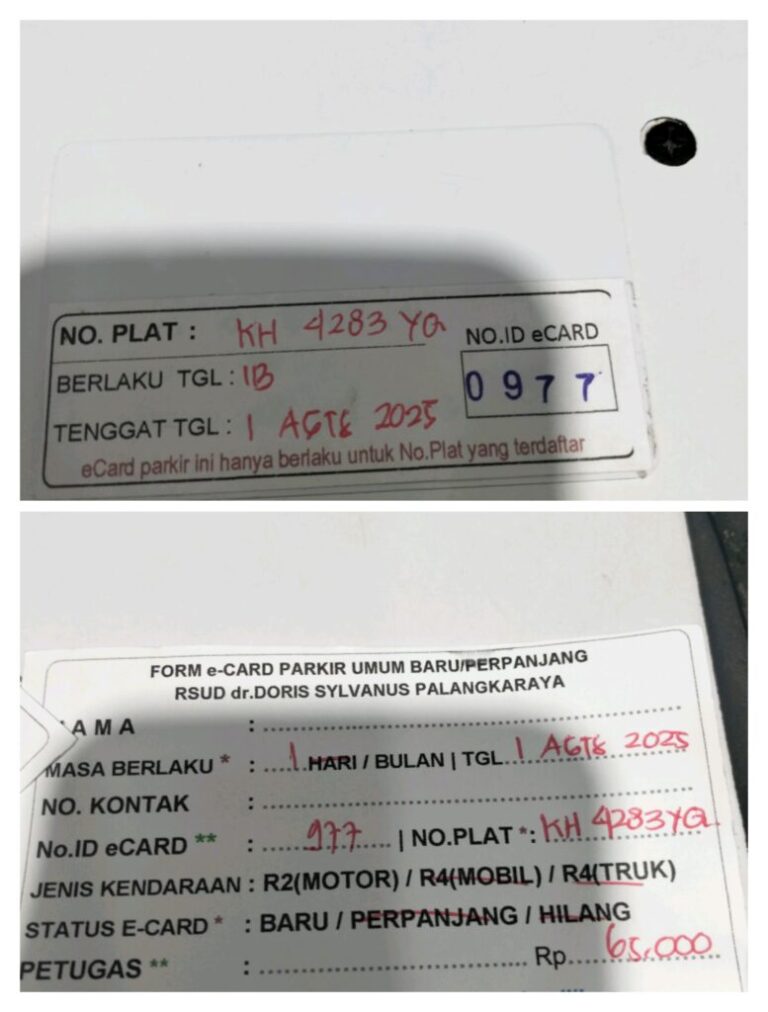 NO. PLAT : KH 4283 YQ
NO.ID eCARD
BERLAKU TGL : 1B
0977
TENGGAT TGL : 1 AGTS 2025
eCard parkir ini hanya berlaku untuk No.Plat yang terdaftar
FORM e-CARD PARKIR UMUM BARU/PERPANJANG
RSUD dr.DORIS SYLVANUS PALANGKARAYA
AMA :
MASA BERLAKU * : 1 HARI / BULAN | TGL 1 AGTS 2025
NO. KONTAK :
No.ID eCARD ** : 977 | NO.PLAT *: KH 4283 YQ
JENIS KENDARAAN : R2(MOTOR) / R4(MOBIL) / R4(TRUK)
STATUS E-CARD * : BARU / PERPANJANG / HILANG
PETUGAS ** : Rp. 65.000